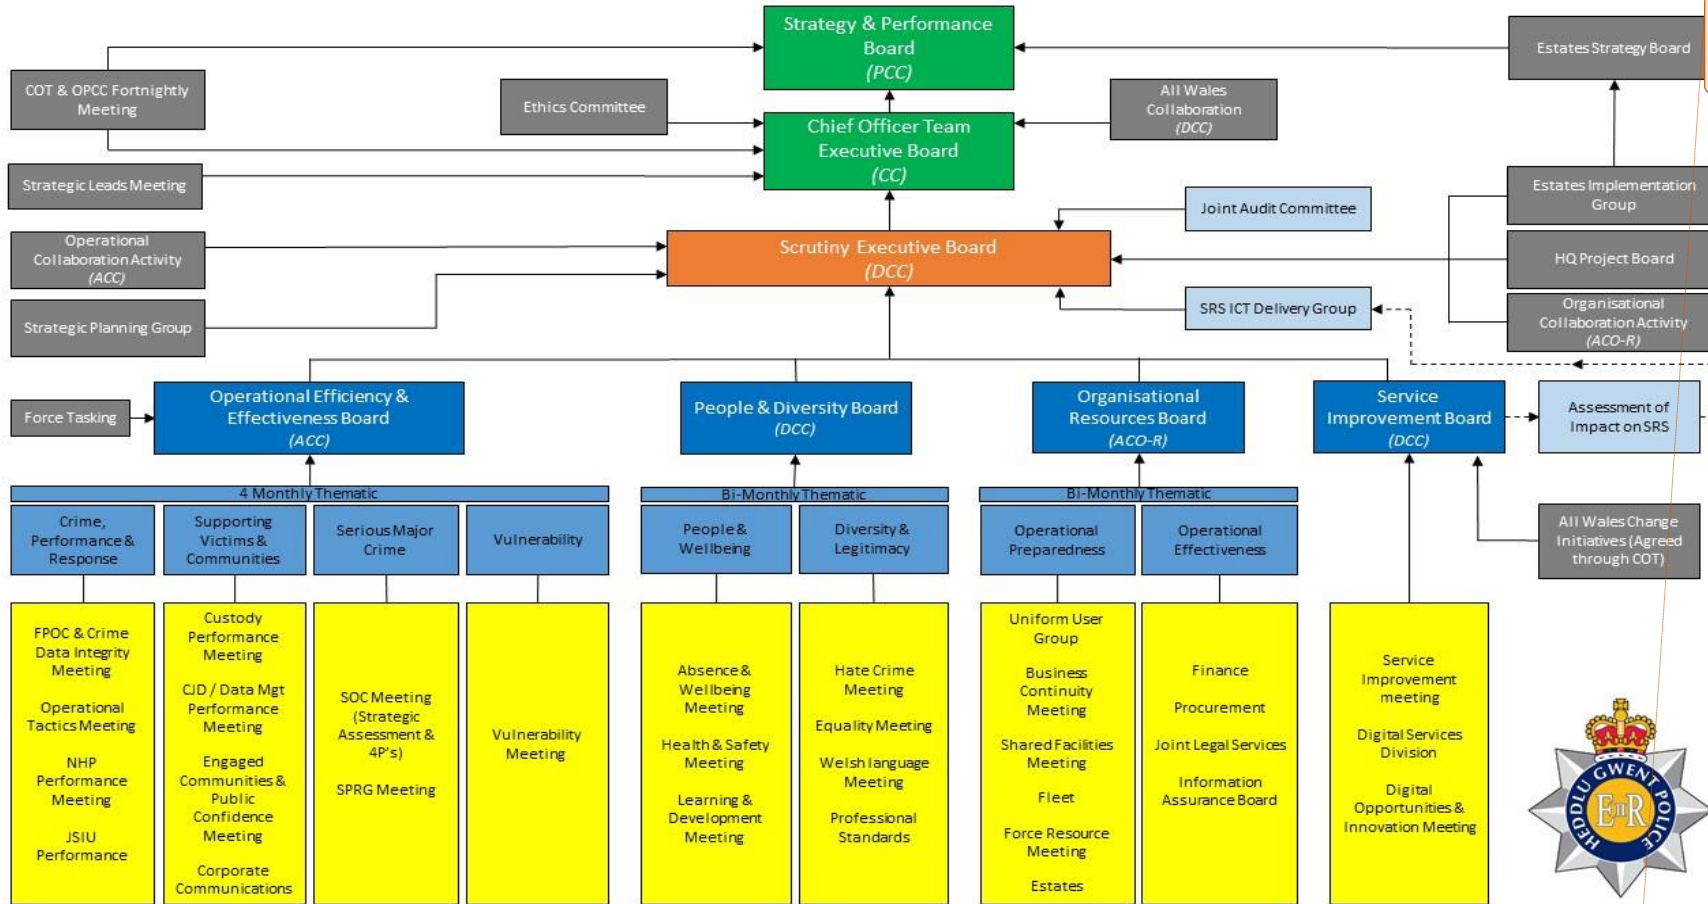 Strategy & Performance
Board
(PCC)
Estates Strategy Board
COT & OPCC Fortnightly
Meeting
Ethics Committee
All Wales
Collaboration
(DCC)
Chief Officer Team
Executive Board
(CC)
Strategic Leads Meeting
Estates Implementation
Group
Joint Audit Committee
Operational
Collaboration Activity
(ACC)
Scrutiny Executive Board
(DCC)
HQ Project Board
SRS ICT Delivery Group
Organisational
Collaboration Activity
(ACO-R)
Strategic Planning Group
Force Tasking
Operational Efficiency &
Effectiveness Board
(ACC)
People & Diversity Board
(DCC)
Organisational
Resources Board
(ACO-R)
Service
Improvement Board
(DCC)
Assessment of
Impact on SRS
4 Monthly Thematic
Bi-Monthly Thematic
Bi-Monthly Thematic
Crime,
Performance &
Response
Supporting
Victims &
Communities
Serious Major
Crime
Vulnerability
People &
Wellbeing
Diversity &
Legitimacy
Operational
Preparedness
Operational
Effectiveness
All Wales Change
Initiatives (Agreed
through COT)
FPOC & Crime
Data Integrity
Meeting
Operational
Tactics Meeting
NHP
Performance
Meeting
JSIU
Performance
Custody
Performance
Meeting
CJD / Data Mgt
Performance
Meeting
Engaged
Communities &
Public
Confidence
Meeting
Corporate
Communications
SOC Meeting
(Strategic
Assessment &
4P's)
SPRG Meeting
Vulnerability
Meeting
Absence &
Wellbeing
Meeting
Health & Safety
Meeting
Learning &
Development
Meeting
Hate Crime
Meeting
Equality Meeting
Welsh language
Meeting
Professional
Standards
Uniform User
Group
Business
Continuity
Meeting
Shared Facilities
Meeting
Fleet
Force Resource
Meeting
Estates
Finance
Procurement
Joint Legal Services
Information
Assurance Board
Service
Improvement
meeting
Digital Services
Division
Digital
Opportunities &
Innovation Meeting
HEDDLU GWENT POLICE
EIIR